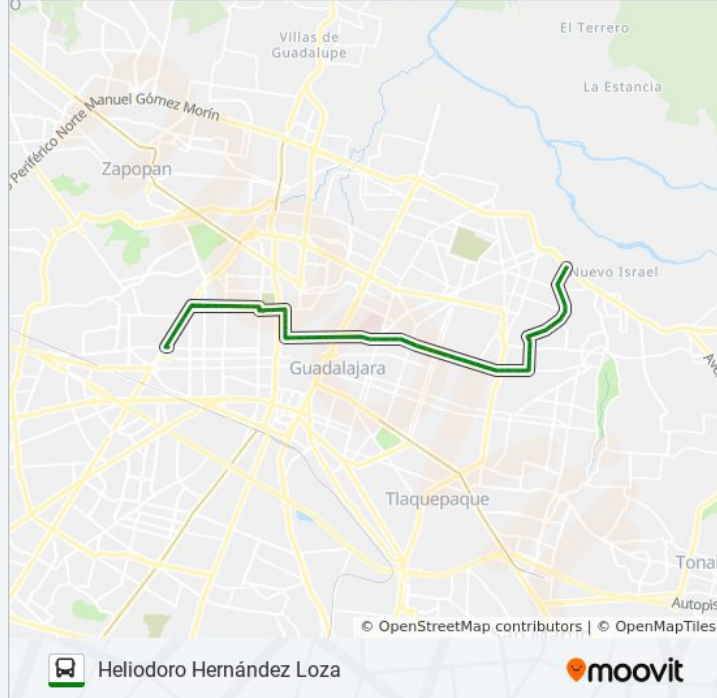 Villas de
Guadalupe
El Terrero
La Estancia
Periférico Norte Manuel Gómez Morín
Zapopan
Nuevo Israel
Guadalajara
Tlaquepaque
Tona
Autopis
© OpenStreetMap contributors | © OpenMapTiles
Heliodoro Hernández Loza
moovit